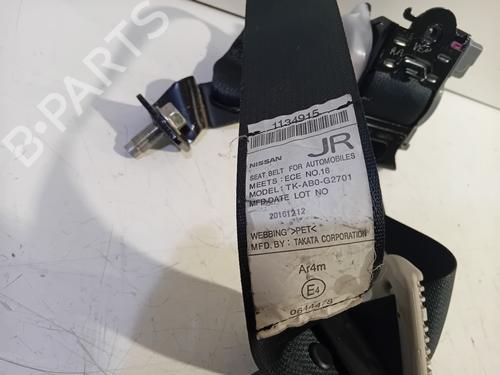 1134915
JR
NISSAN
SEAT BELT FOR AUTOMOBILES
MEETS : ECE NO.16
MODEL : TK-AB0-G2701
MFD.DATE LOT NO
20161212
WEBBING >PET<
MFD. BY : TAKATA CORPORATION
Ar4m
E4
B-PARTS